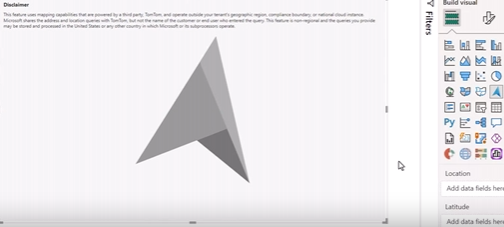 Disclaimer
This feature uses mapping capabilities that are powered by a third party, TomTom, and operate outside your tenant's geographic region, compliance boundary, or national cloud instance.
Microsoft shares the address and location queries with TomTom, but not the name of the customer or end user who entered the query. This feature is non-regional and the queries you provide
may be stored and processed in the United States or any other country in which Microsoft or its subprocessors operate.
Filters
Build visual
Py
Location
Add data fields here
Latitude
Add data fields here